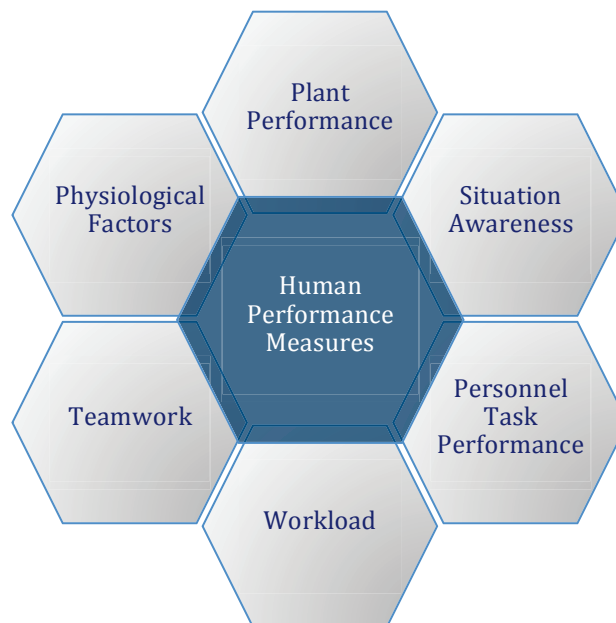 Plant
Performance
Physiological
Factors
Situation
Awareness
Human
Performance
Measures
Teamwork
Personnel
Task
Performance
Workload